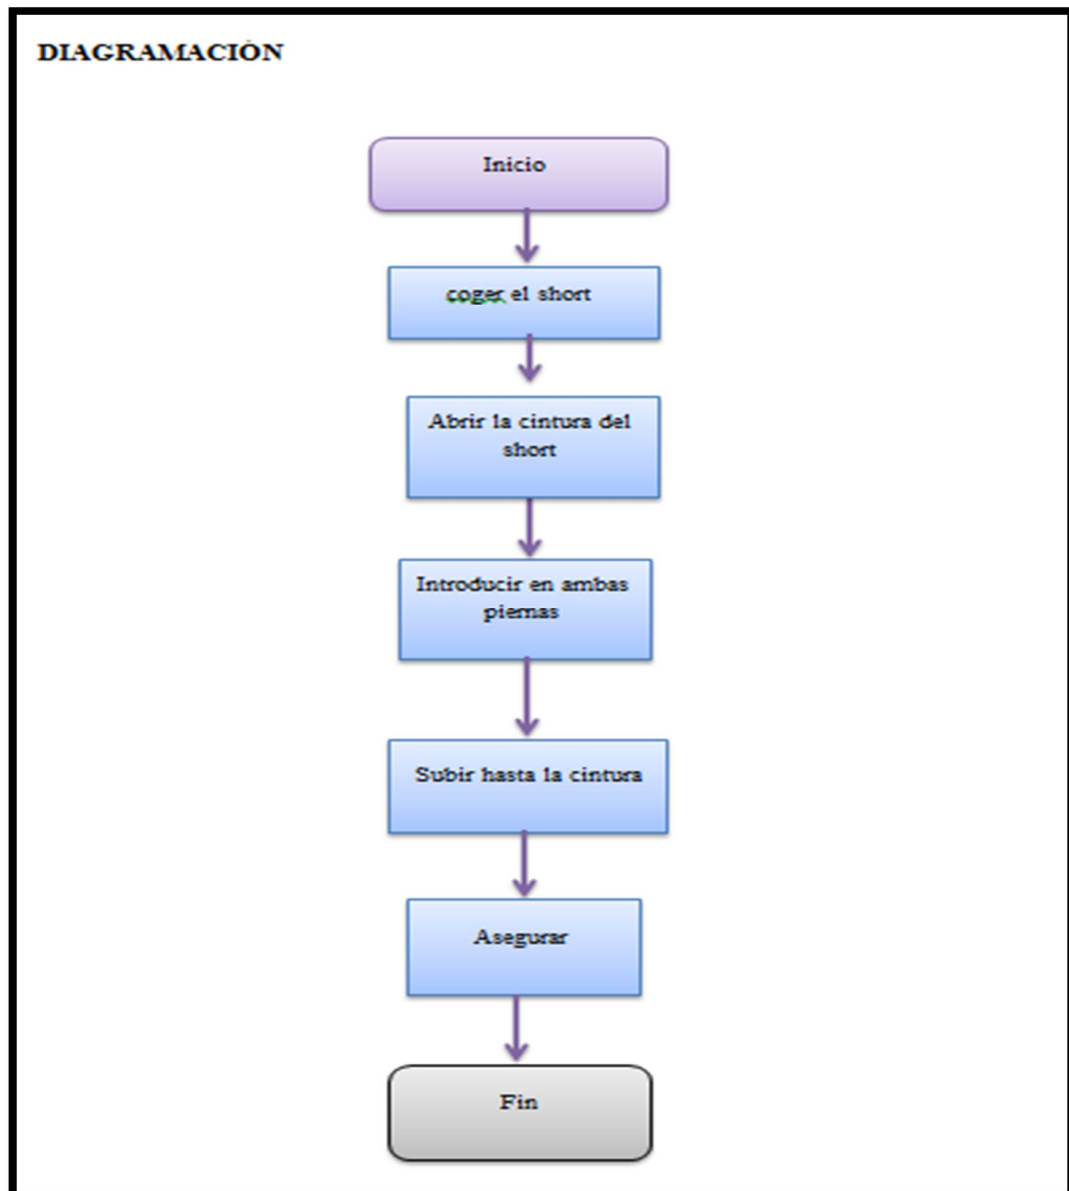 DIAGRAMACIÓN
Inicio
coger el short
Abrir la cintura del
short
Introducir en ambas
piernas
Subir hasta la cintura
Asegurar
Fin